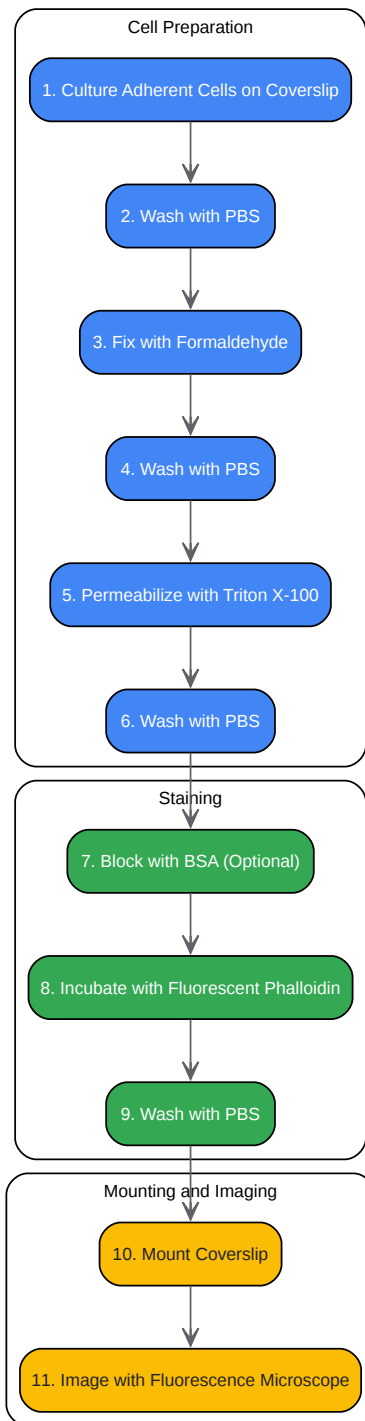 Cell Preparation
1. Culture Adherent Cells on Coverslip
2. Wash with PBS
3. Fix with Formaldehyde
4. Wash with PBS
5. Permeabilize with Triton X-100
6. Wash with PBS
Staining
7. Block with BSA (Optional)
8. Incubate with Fluorescent Phalloidin
9. Wash with PBS
Mounting and Imaging
10. Mount Coverslip
11. Image with Fluorescence Microscope